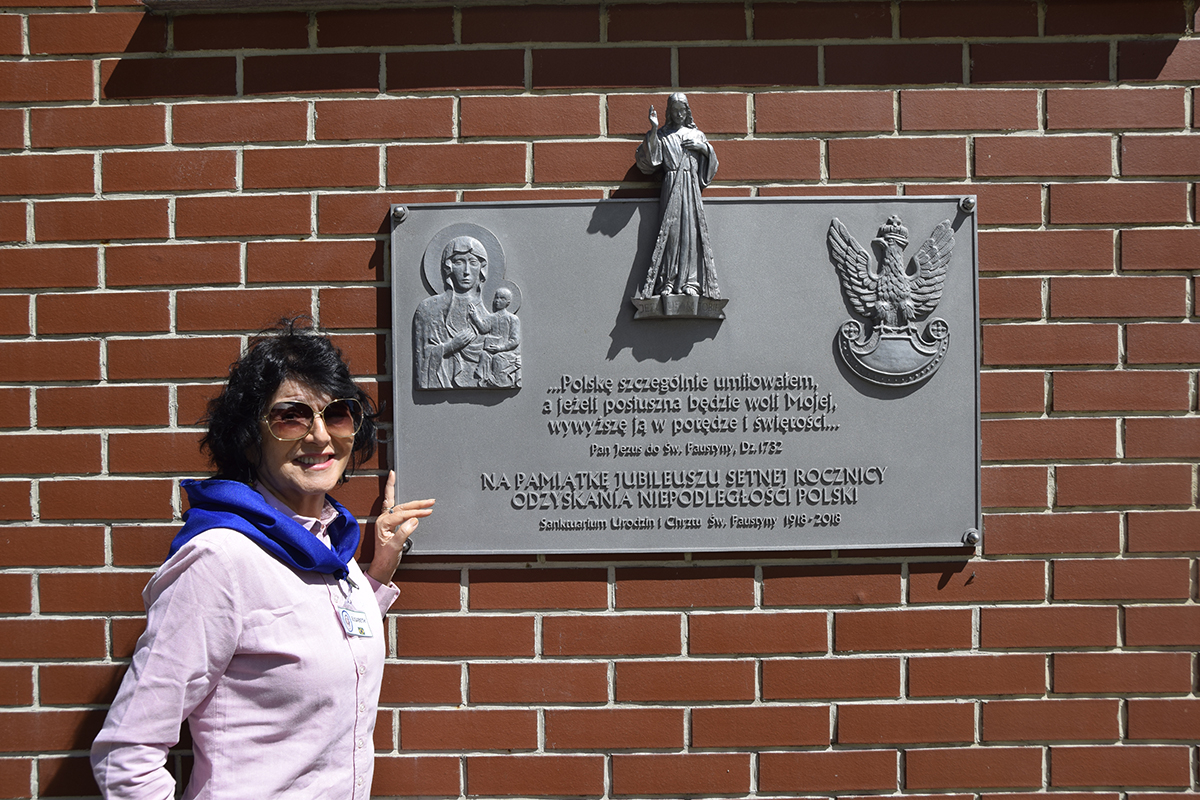 ...Polskę szczególnie umiłowałem,
a jeżeli posłuszna będzie woli Mojej,
wywyższę ją w potędze i świętości...
Pan Jezus do Św. Faustyny, Dz. 1732
NA PAMIĄTKĘ JUBILEUSZU SETNEJ ROCZNICY
ODZYSKANIA NIEPODLEGŁOŚCI POLSKI
Sanktuarium Urodzin i Chrztu Św. Faustyny 1918-2018